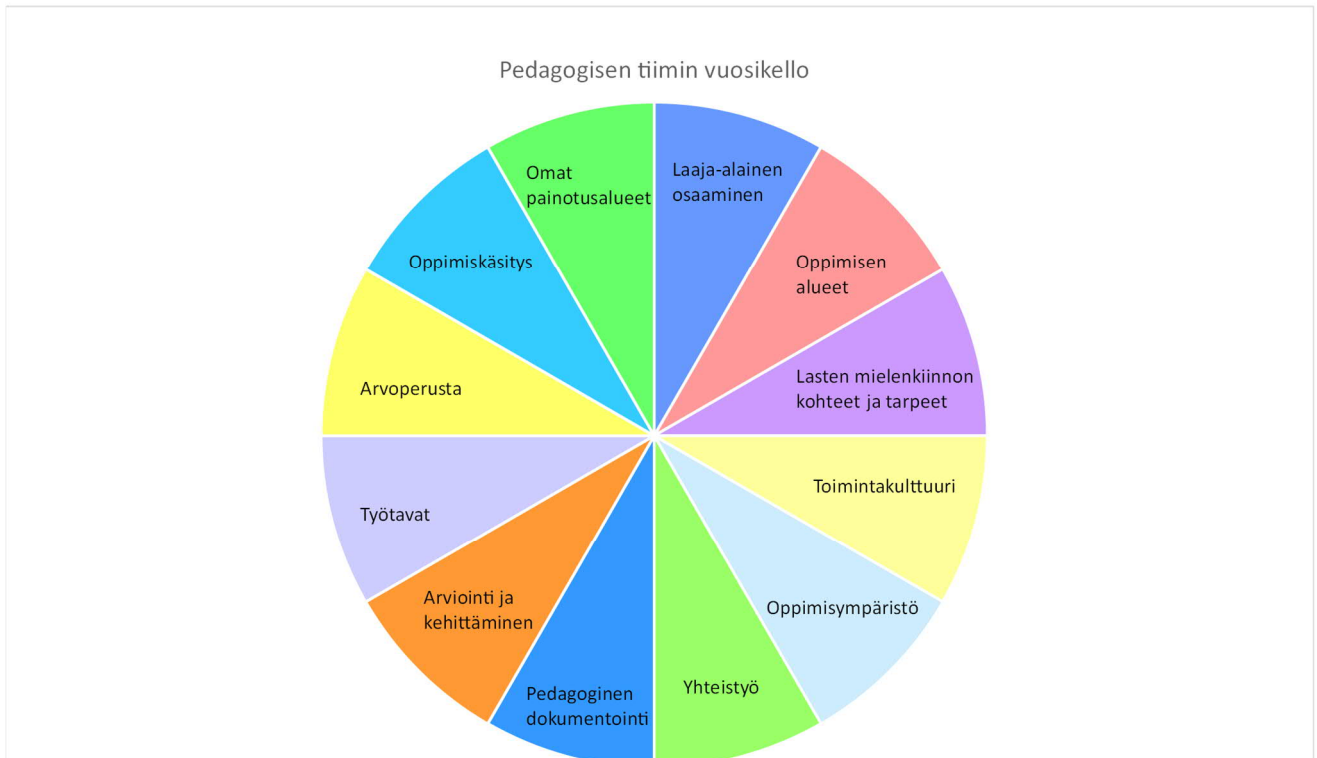 Pedagogisen tiimin vuosikello
Laaja-alainen
osaaminen
Oppimisen
alueet
Lasten mielenkiinnon
kohteet ja tarpeet
Toimintakulttuuri
Oppimisympäristö
Yhteistyö
Pedagoginen
dokumentointi
Arviointi ja
kehittäminen
Työtavat
Arvoperusta
Oppimiskäsitys
Omat
painotusalueet